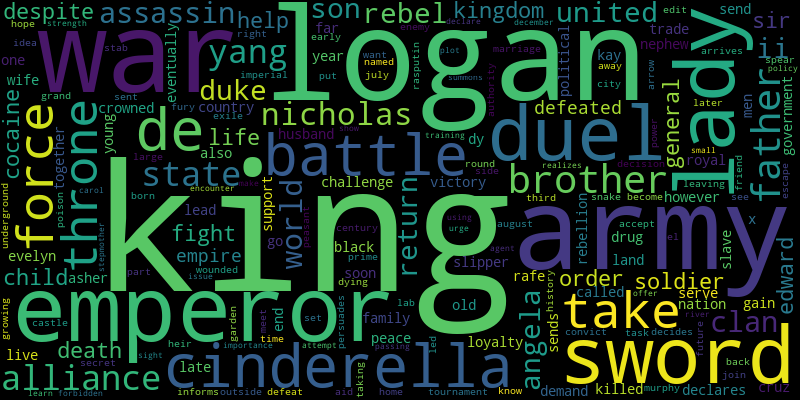 despite assassin help son rebel kingdom united send edit
hope strength stab idea one war eventually far early year logan declare december enemy want away named july put city kay political trade nephew sir ii lady spear policy
wife grand sent yang right imperial rasputin plot summons marriage authority arrow arrives later men
cocaine force crowned duke country fury exile nicholas training show defeated general power father government
throne together young de life husband battle dy duel royal small friend escape
underground poison carol also large state world round side realizes decision brother leaving see
evelyn stepmother born encounter lead support challenge victory return third snake become however
child asher king fight go black century peasant using urge august army x drug slave accept rebellion el
part empire wounded issue soon prime dying slipper agent rafe land edward
growing castle emperor lab old family persuades history order called soldier serve nation gain
live death secret heir garden importance meet time end set attempt peace passing led loyalty angela sends offer convict take task decides river future clan back join
alliance late sight cinderella taking tournament know sword murphy cruz
learn forbidden informs outside defeat aid home demand killed declares